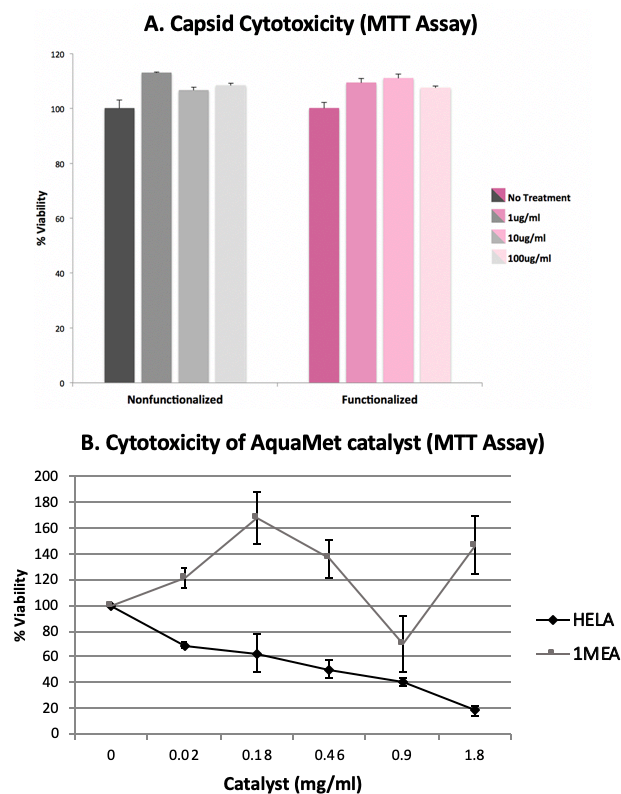 A. Capsid Cytotoxicity (MTT Assay)
120
100
80
60
40
20
0
% Viability
Nonfunctionalized
Functionalized
No Treatment
1ug/ml
10ug/ml
100ug/ml
B. Cytotoxicity of AquaMet catalyst (MTT Assay)
200
180
160
140
120
100
80
60
40
20
0
% Viability
0 0.02 0.18 0.46 0.9 1.8
Catalyst (mg/ml)
HELA
1MEA